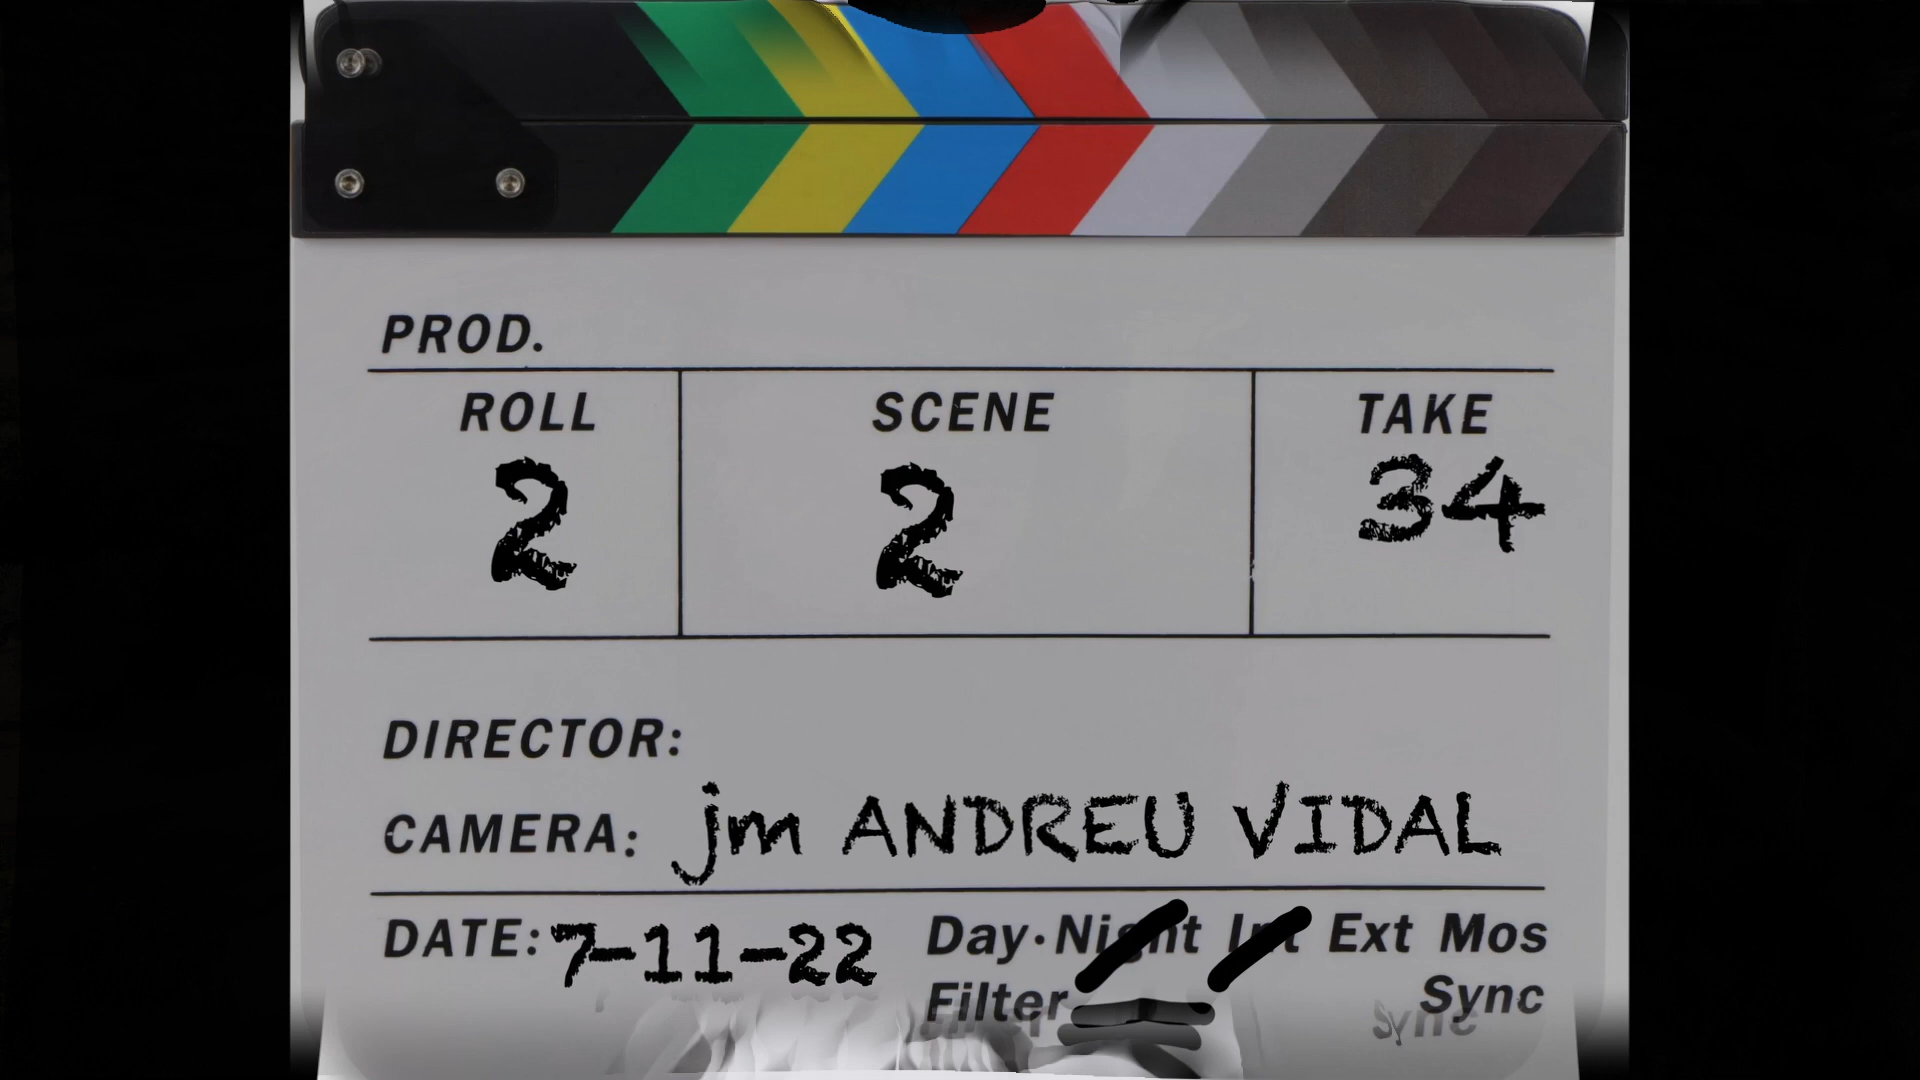 PROD.
ROLL SCENE TAKE
2 2 34
DIRECTOR:
CAMERA: jm ANDREU VIDAL
DATE: 7-11-22 Day·Night Int Ext Mos
Filter Sync